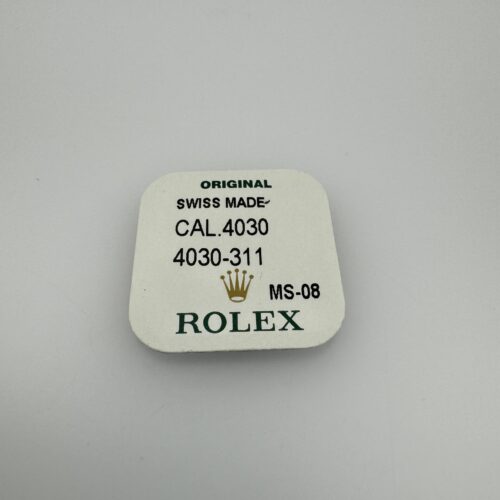 ORIGINAL
SWISS MADE
CAL.4030
4030-311
MS-08
ROLEX